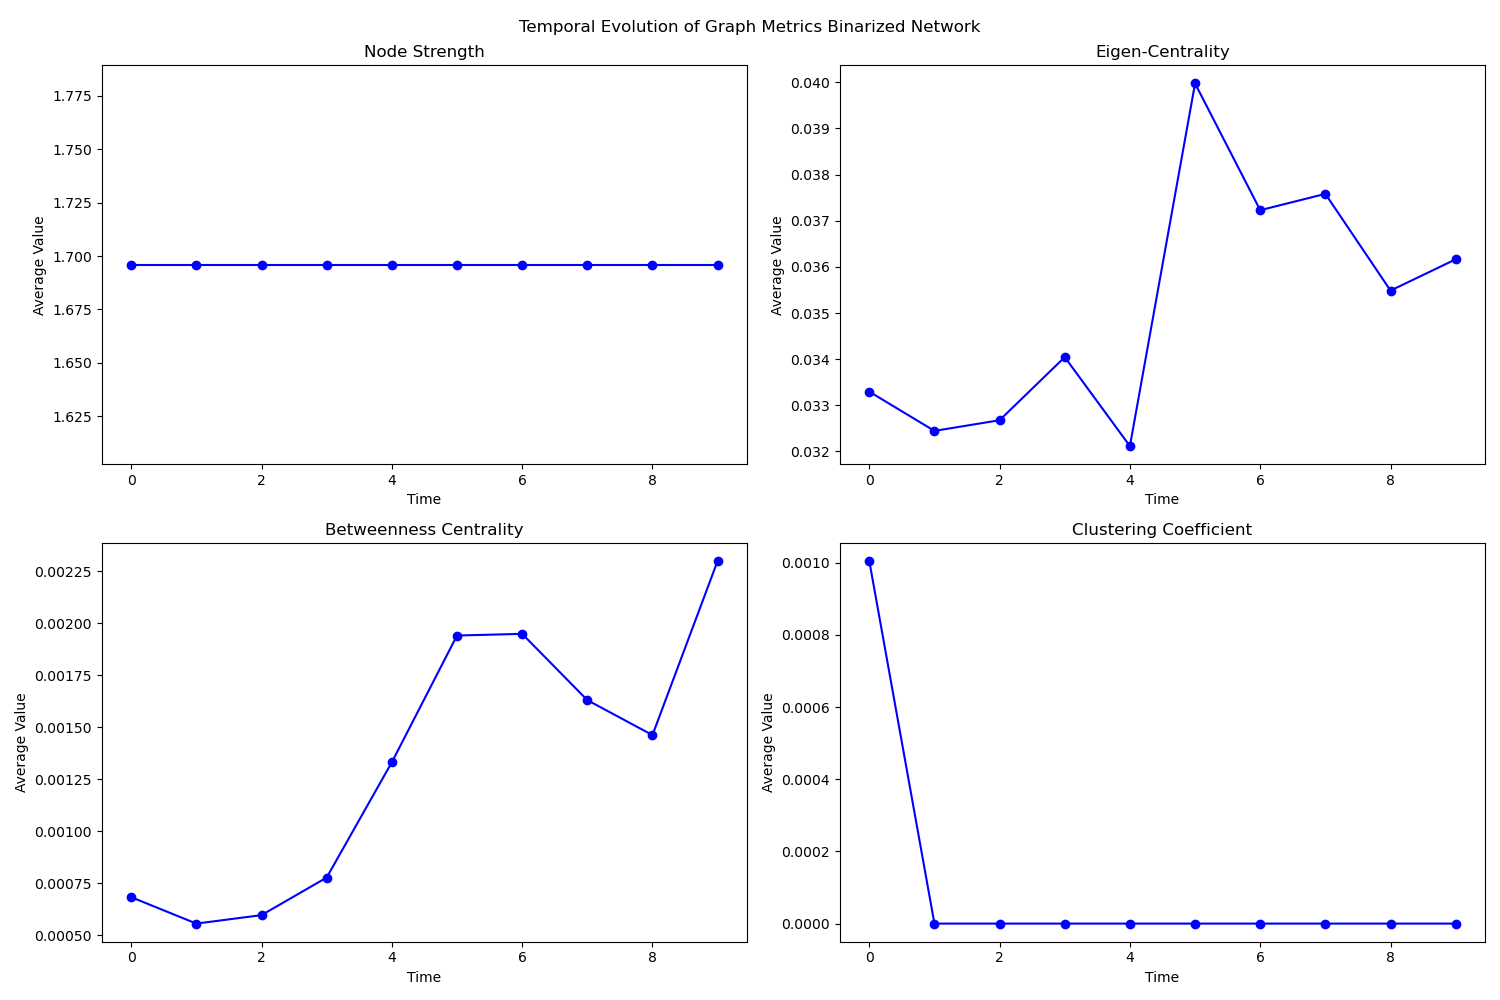 Temporal Evolution of Graph Metrics Binarized Network
Node Strength
1.775
1.750
1.725
1.700
1.675
1.650
1.625
Average Value
0 2 4 6 8
Time
Eigen-Centrality
0.040
0.039
0.038
0.037
0.036
0.035
0.034
0.033
0.032
Average Value
0 2 4 6 8
Time
Betweenness Centrality
0.00225
0.00200
0.00175
0.00150
0.00125
0.00100
0.00075
0.00050
Average Value
0 2 4 6 8
Time
Clustering Coefficient
0.0010
0.0008
0.0006
0.0004
0.0002
0.0000
Average Value
0 2 4 6 8
Time